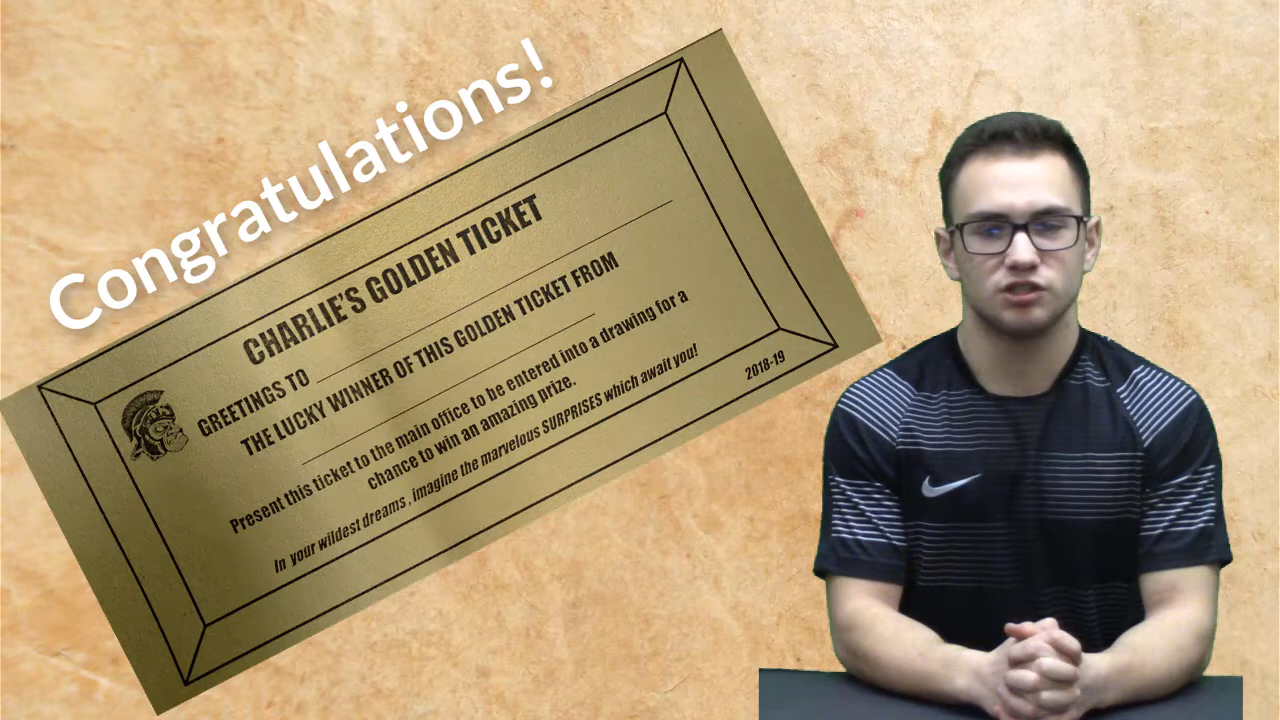 Congratulations!
CHARLIE'S GOLDEN TICKET
GREETINGS TO
THE LUCKY WINNER OF THIS GOLDEN TICKET FROM
Present this ticket to the main office to be entered into a drawing for a
chance to win an amazing prize.
In your wildest dreams, imagine the marvelous SURPRISES which await you!
2018-19